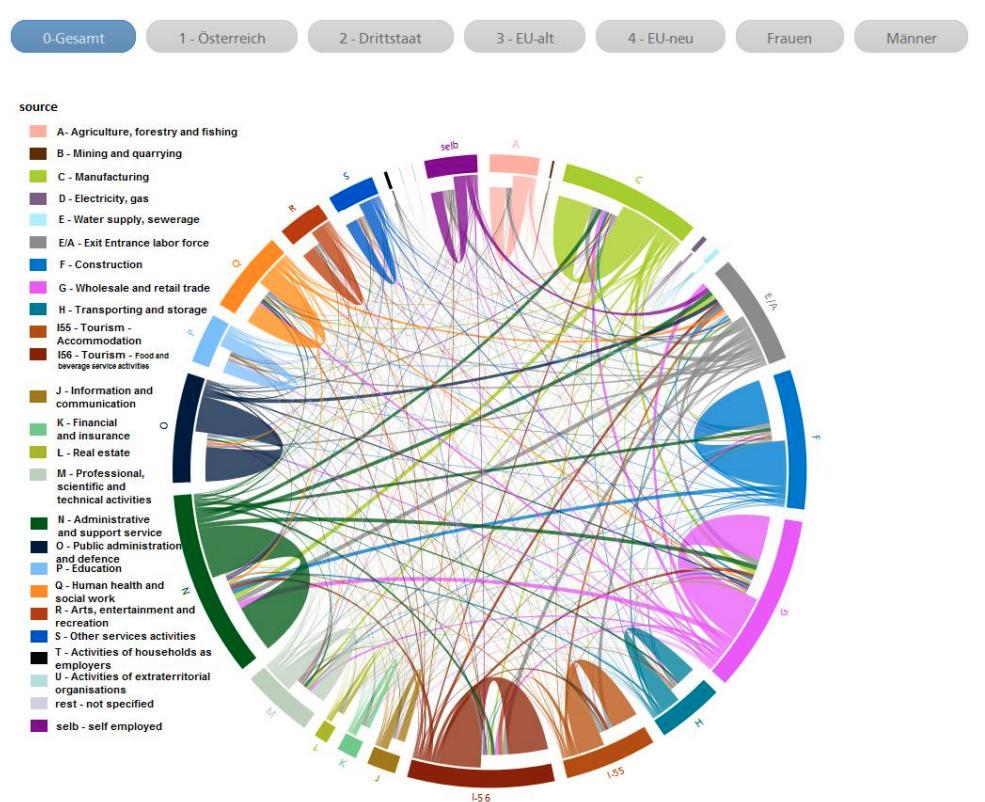 0-Gesamt
1 - Österreich
2 - Drittstaat
3 - EU-alt
4 - EU-neu
Frauen
Männer
source
A- Agriculture, forestry and fishing
B - Mining and quarrying
C - Manufacturing
D - Electricity, gas
E - Water supply, sewerage
E/A - Exit Entrance labor force
F - Construction
G - Wholesale and retail trade
H - Transporting and storage
I55 - Tourism -
Accommodation
I56 - Tourism - Food and
beverage service activities
J - Information and
communication
K - Financial
and insurance
L - Real estate
M - Professional,
scientific and
technical activities
N - Administrative
and support service
O - Public administration
and defence
P - Education
Q - Human health and
social work
R - Arts, entertainment and
recreation
S - Other services activities
T - Activities of households as
employers
U - Activities of extraterritorial
organisations
rest - not specified
selb - self employed
selb
A
C
E/A
F
G
H
I-55
I-56
J
K
L
M
N
O
P
Q
R
S